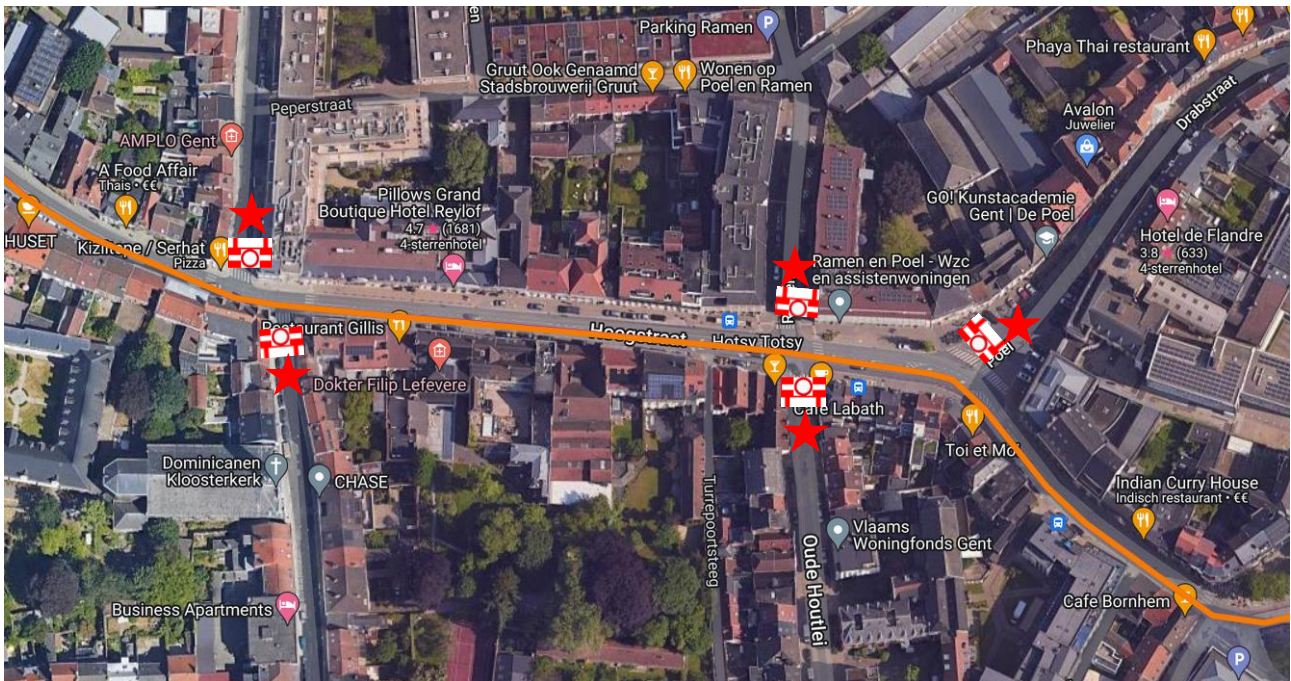 Parking Ramen
P
Phaya Thai restaurant
Gruut Ook Genaamd
Stadsbrouwerij Gruut
Wonen op
Poel en Ramen
Peperstraat
Drabstraat
AMPLO Gent
Avalon
Juwelier
A Food Affair
Thais • €€
Pillows Grand
Boutique Hotel Reylof
4.7 ★ (1681)
4-sterrenhotel
GO! Kunstacademie
Gent | De Poel
HUSET
Kiziltepe / Serhat
Pizza
Hotel de Flandre
3.8 ★ (633)
4-sterrenhotel
Ramen en Poel - Wzc
en assistenwoningen
Restaurant Gillis
Hoogstraat
Hotsy Totsy
Poel
Dokter Filip Lefevere
Café Labath
Toi et Moi
Dominicanen
Kloosterkerk
CHASE
Turrepoortsteeg
Indian Curry House
Indisch restaurant • €€
Vlaams
Woningfonds Gent
Oude Houtlei
Business Apartments
Cafe Bornhem
P